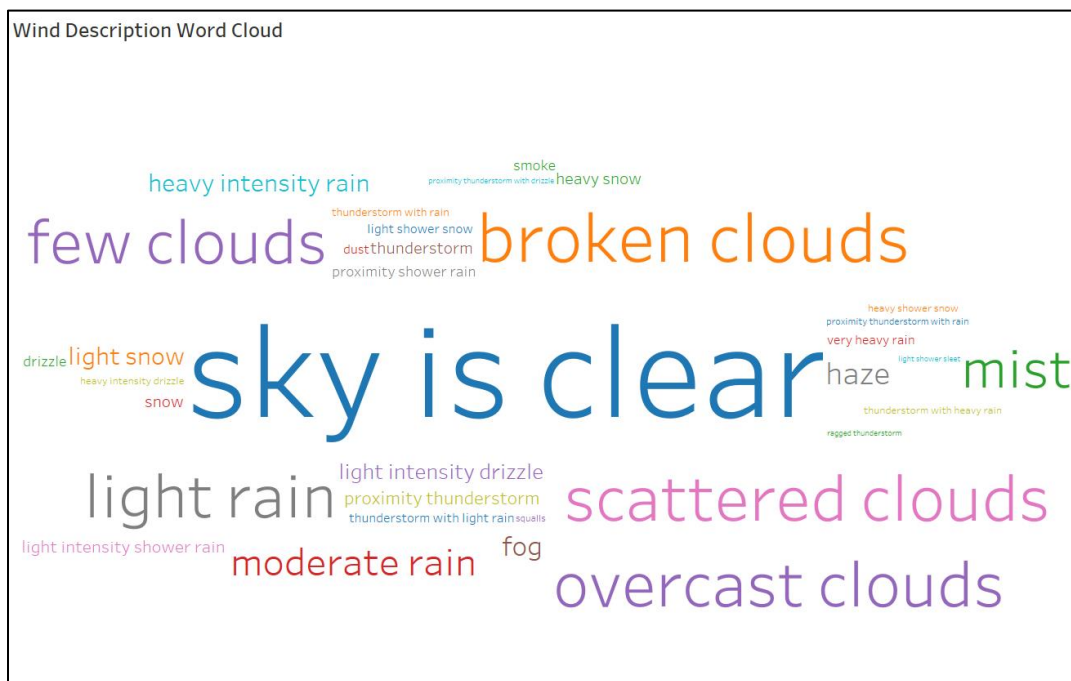 Wind Description Word Cloud
smoke
heavy intensity rain
proximity thunderstorm with drizzle
heavy snow
few clouds
thunderstorm with rain
light shower snow
dust
thunderstorm
proximity shower rain
broken clouds
drizzle
light snow
heavy intensity drizzle
snow
sky is clear
heavy shower snow
proximity thunderstorm with rain
very heavy rain
light shower sleet
haze
mist
thunderstorm with heavy rain
ragged thunderstorm
light rain
light intensity drizzle
proximity thunderstorm
thunderstorm with light rain
squalls
scattered clouds
light intensity shower rain
moderate rain
fog
overcast clouds